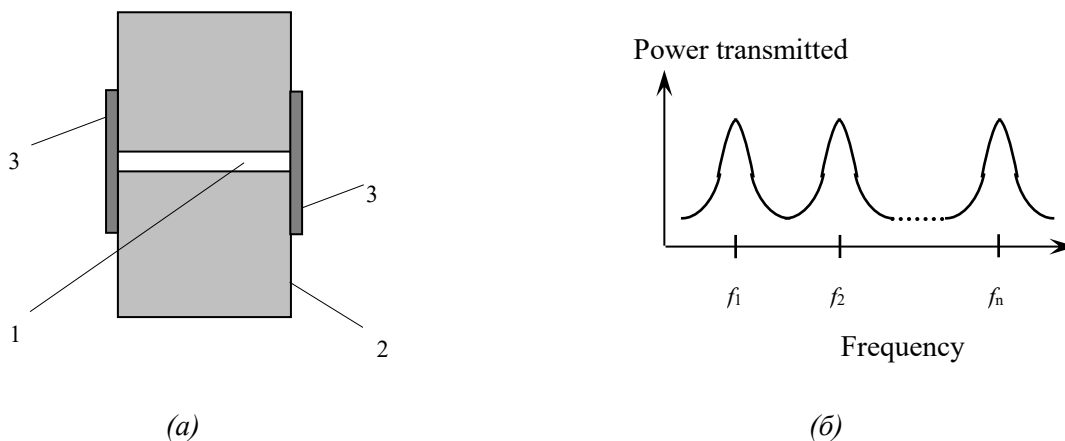 3
3
1
2
(а)
Power transmitted
f1
f2
fn
Frequency
(б)